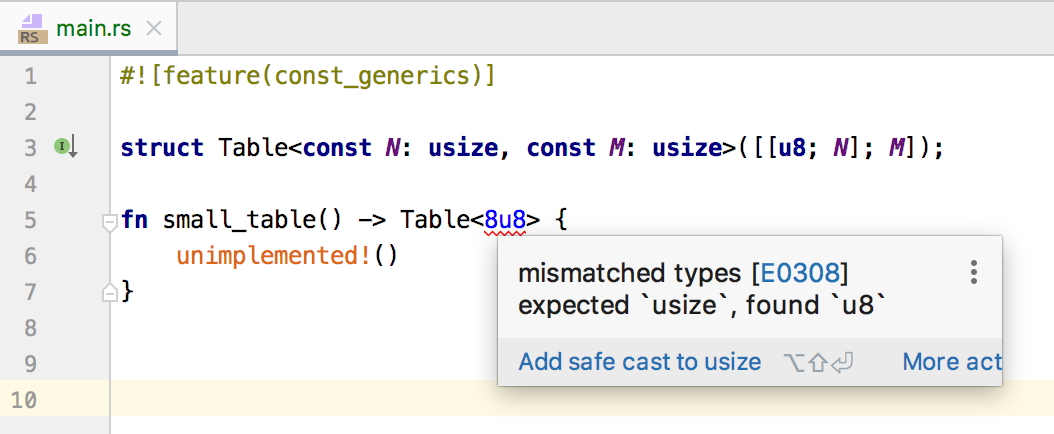 main.rs
RS
1 #![feature(const_generics)]
2
3 I struct Table<const N: usize, const M: usize>([[u8; N]; M]);
4
5 fn small_table() -> Table<8u8> {
6 unimplemented!()
7 }
8
9
10
mismatched types [E0308]
expected `usize`, found `u8`
Add safe cast to usize ⌥⇧⏎ More act